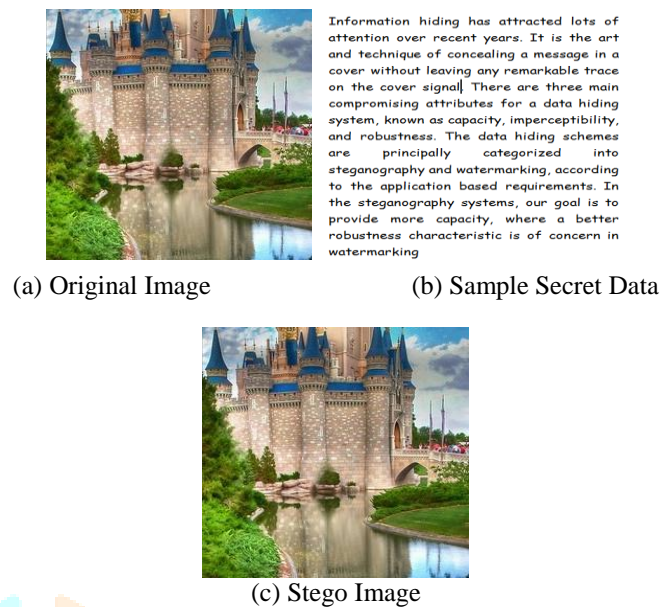 Information hiding has attracted lots of
attention over recent years. It is the art
and technique of concealing a message in a
cover without leaving any remarkable trace
on the cover signal. There are three main
compromising attributes for a data hiding
system, known as capacity, imperceptibility,
and robustness. The data hiding schemes
are principally categorized into
steganography and watermarking, according
to the application based requirements. In
the steganography systems, our goal is to
provide more capacity, where a better
robustness characteristic is of concern in
watermarking
(a) Original Image
(b) Sample Secret Data
(c) Stego Image